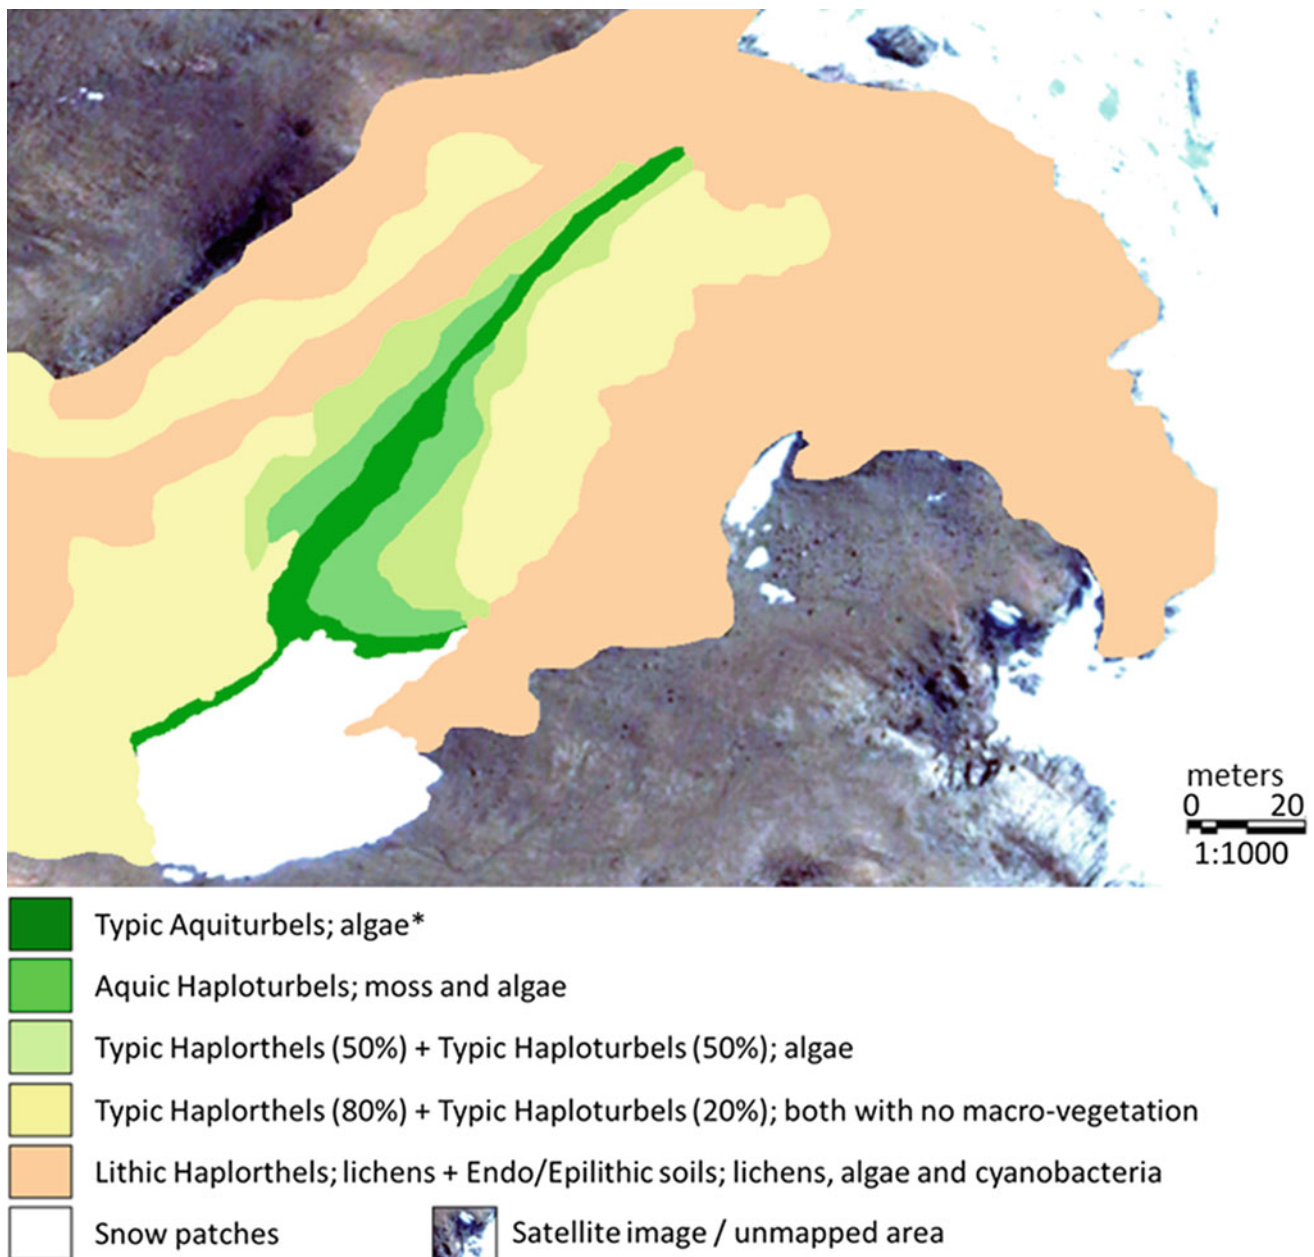 meters
0 20
1:1000
Typic Aquiturbels; algae*
Aquic Haploturbels; moss and algae
Typic Haplorthels (50%) + Typic Haploturbels (50%); algae
Typic Haplorthels (80%) + Typic Haploturbels (20%); both with no macro-vegetation
Lithic Haplorthels; lichens + Endo/Epilithic soils; lichens, algae and cyanobacteria
Snow patches Satellite image / unmapped area